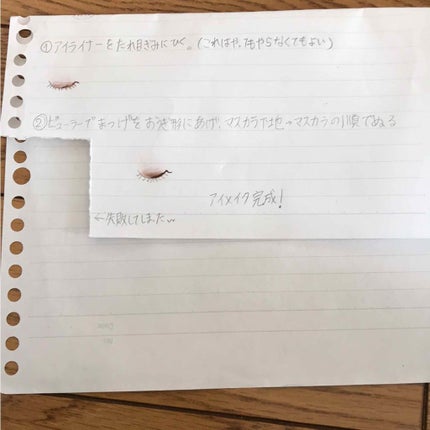 ①アイライナーをたれ目ぎみにひく。(これはやってもやらなくてもよい)
②ビューラーでまつげをお波形にあげ、マスカラ下地→マスカラの順でぬる
アイメイク完成!
←失敗してしまった